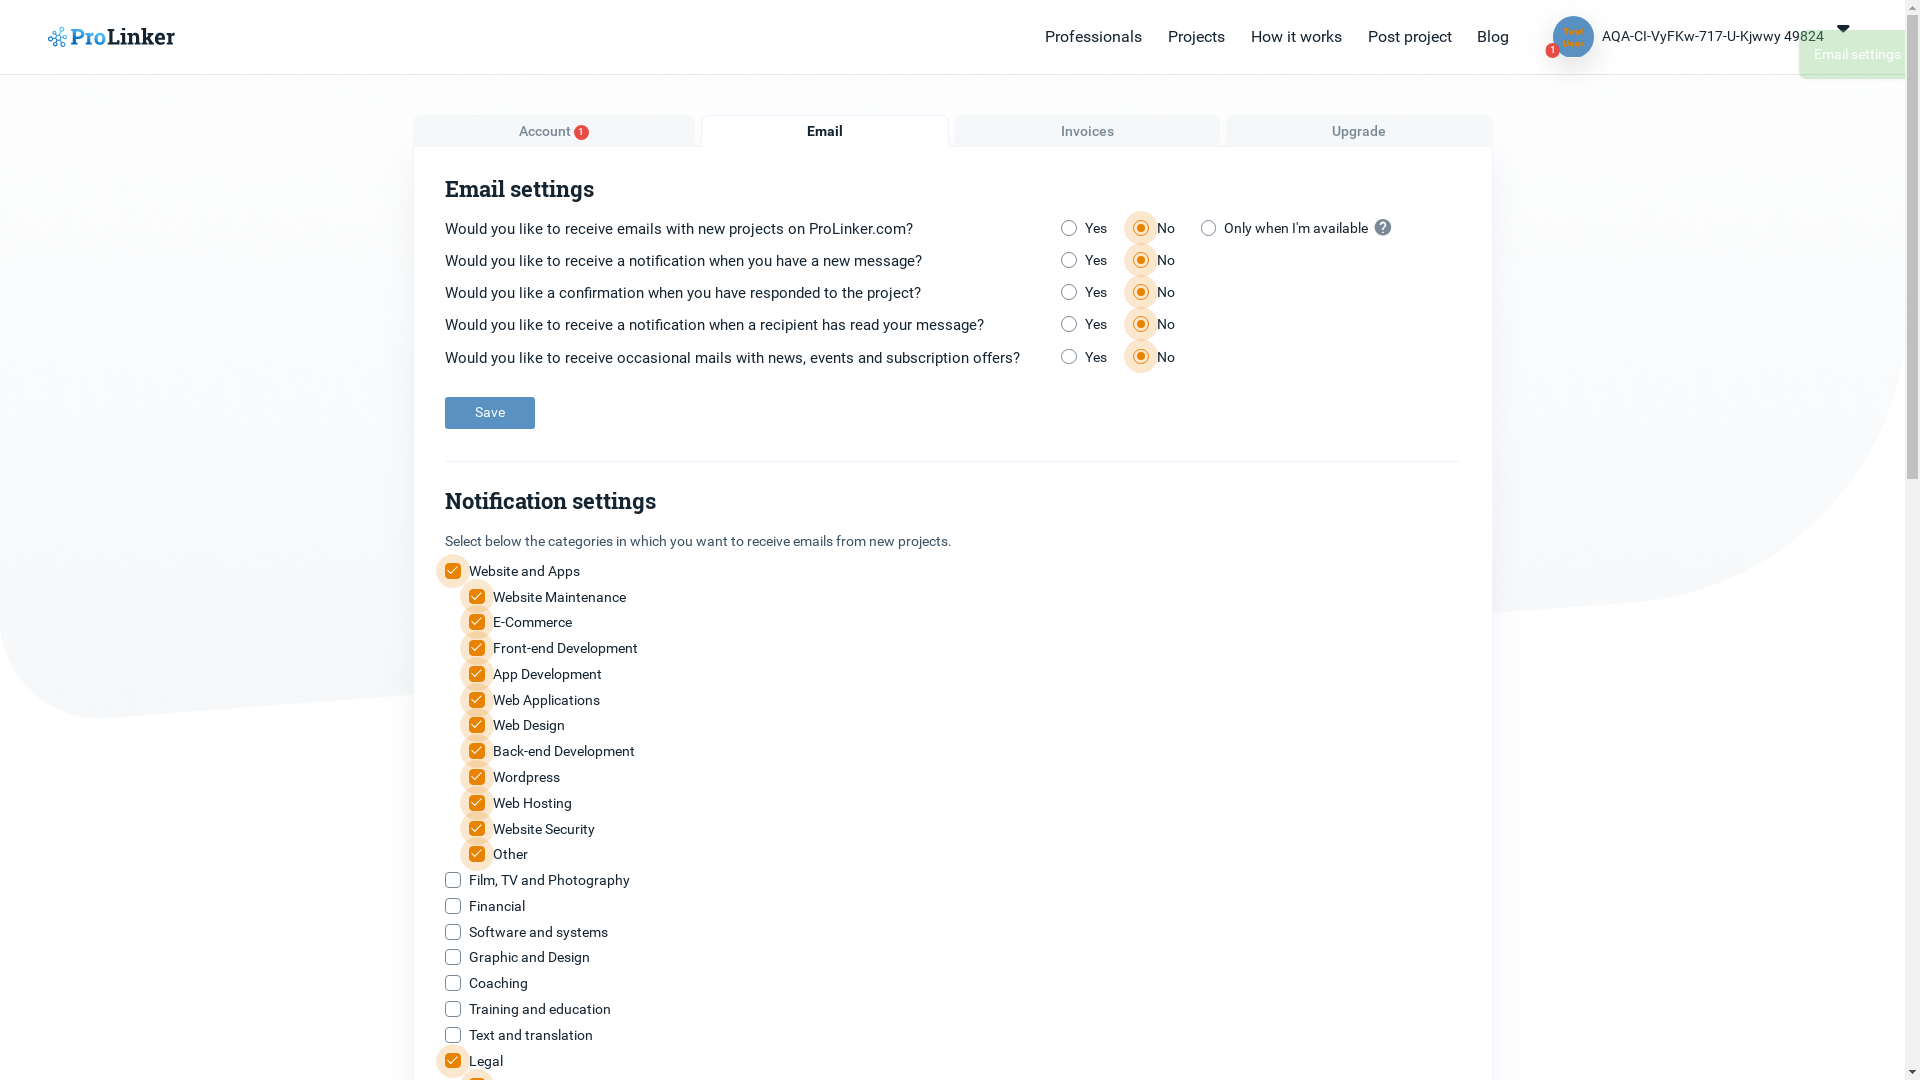 ProLinker
Professionals
Projects
How it works
Post project
Blog
1
AQA-CI-VyFKw-717-U-Kjwwy 49824
Email settings
Account 1
Email
Invoices
Upgrade
Email settings
Would you like to receive emails with new projects on ProLinker.com? Yes No Only when I'm available ?
Would you like to receive a notification when you have a new message? Yes No
Would you like a confirmation when you have responded to the project? Yes No
Would you like to receive a notification when a recipient has read your message? Yes No
Would you like to receive occasional mails with news, events and subscription offers? Yes No
Save
Notification settings
Select below the categories in which you want to receive emails from new projects.
Website and Apps
Website Maintenance
E-Commerce
Front-end Development
App Development
Web Applications
Web Design
Back-end Development
Wordpress
Web Hosting
Website Security
Other
Film, TV and Photography
Financial
Software and systems
Graphic and Design
Coaching
Training and education
Text and translation
Legal